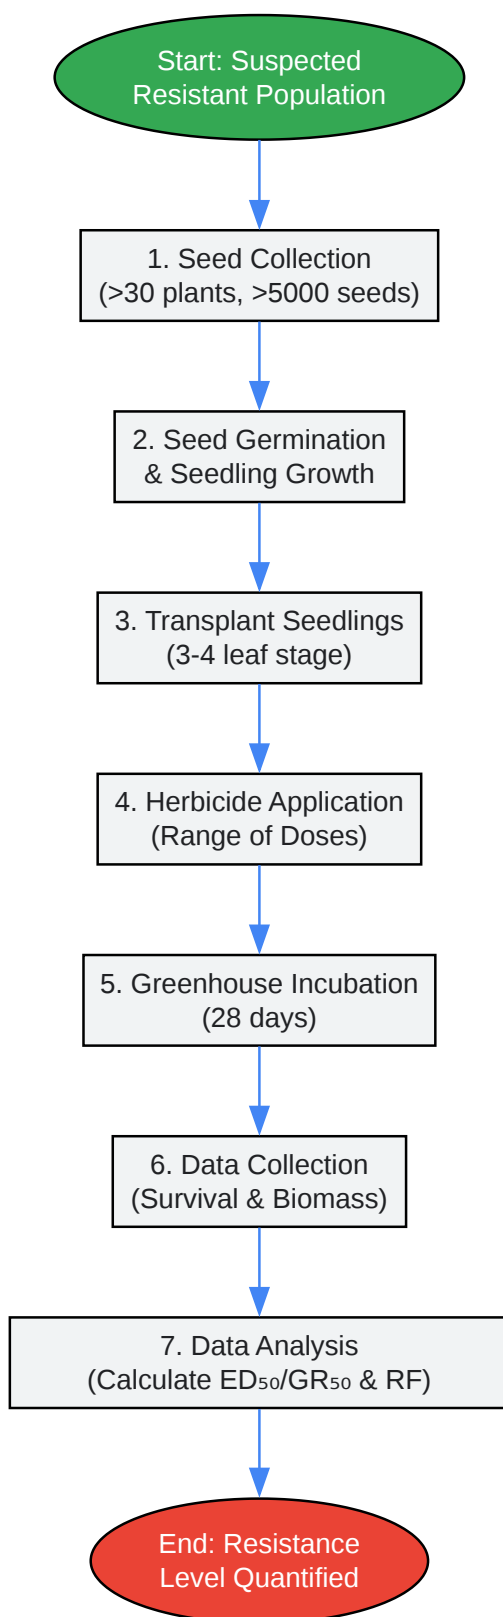 Start: Suspected
Resistant Population
1. Seed Collection
(>30 plants, >5000 seeds)
2. Seed Germination
& Seedling Growth
3. Transplant Seedlings
(3-4 leaf stage)
4. Herbicide Application
(Range of Doses)
5. Greenhouse Incubation
(28 days)
6. Data Collection
(Survival & Biomass)
7. Data Analysis
(Calculate ED₅₀/GR₅₀ & RF)
End: Resistance
Level Quantified